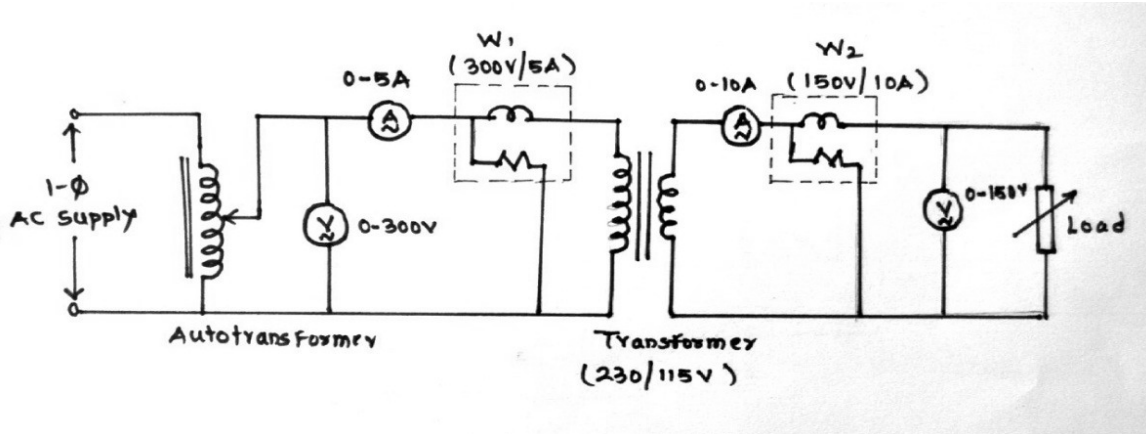 W1
(300V/5A)
0-5A
A
1-Φ
AC Supply
V
0-300V
Autotransformer
W2
(150V/10A)
0-10A
A
V
0-150V
Load
Transformer
(230/115V)